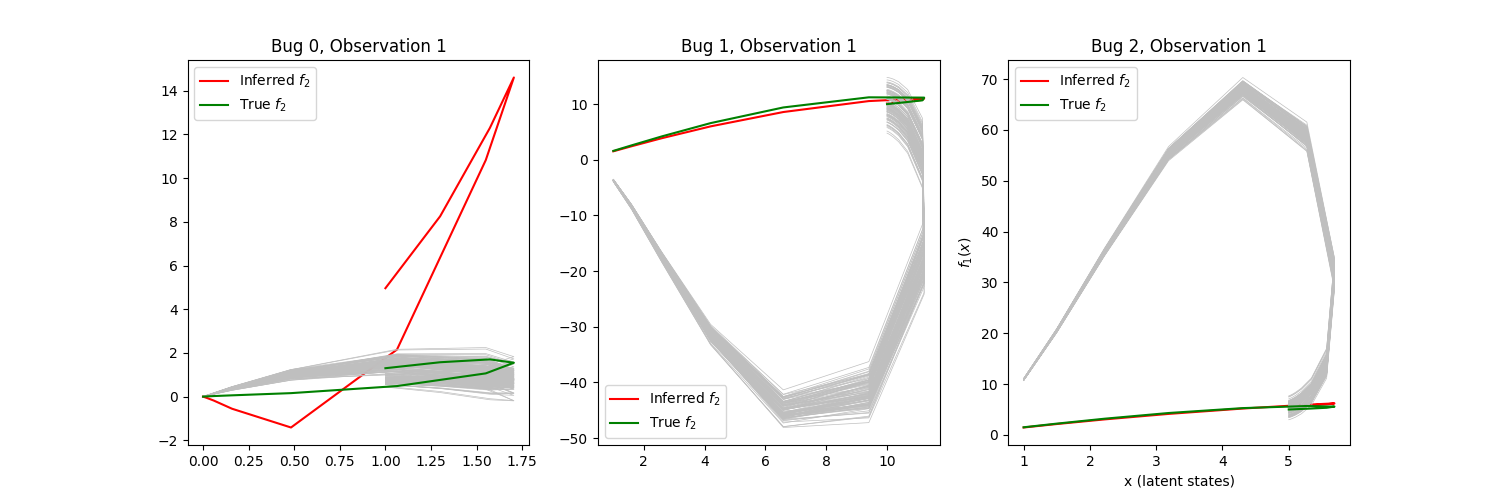 Bug 0, Observation 1
Inferred f₂
True f₂
14
12
10
8
6
4
2
0
−2
0.00 0.25 0.50 0.75 1.00 1.25 1.50 1.75
Bug 1, Observation 1
10
0
−10
−20
−30
−40
−50
Inferred f₂
True f₂
2 4 6 8 10
Bug 2, Observation 1
Inferred f₂
True f₂
f₁(x)
70
60
50
40
30
20
10
0
1 2 3 4 5
x (latent states)